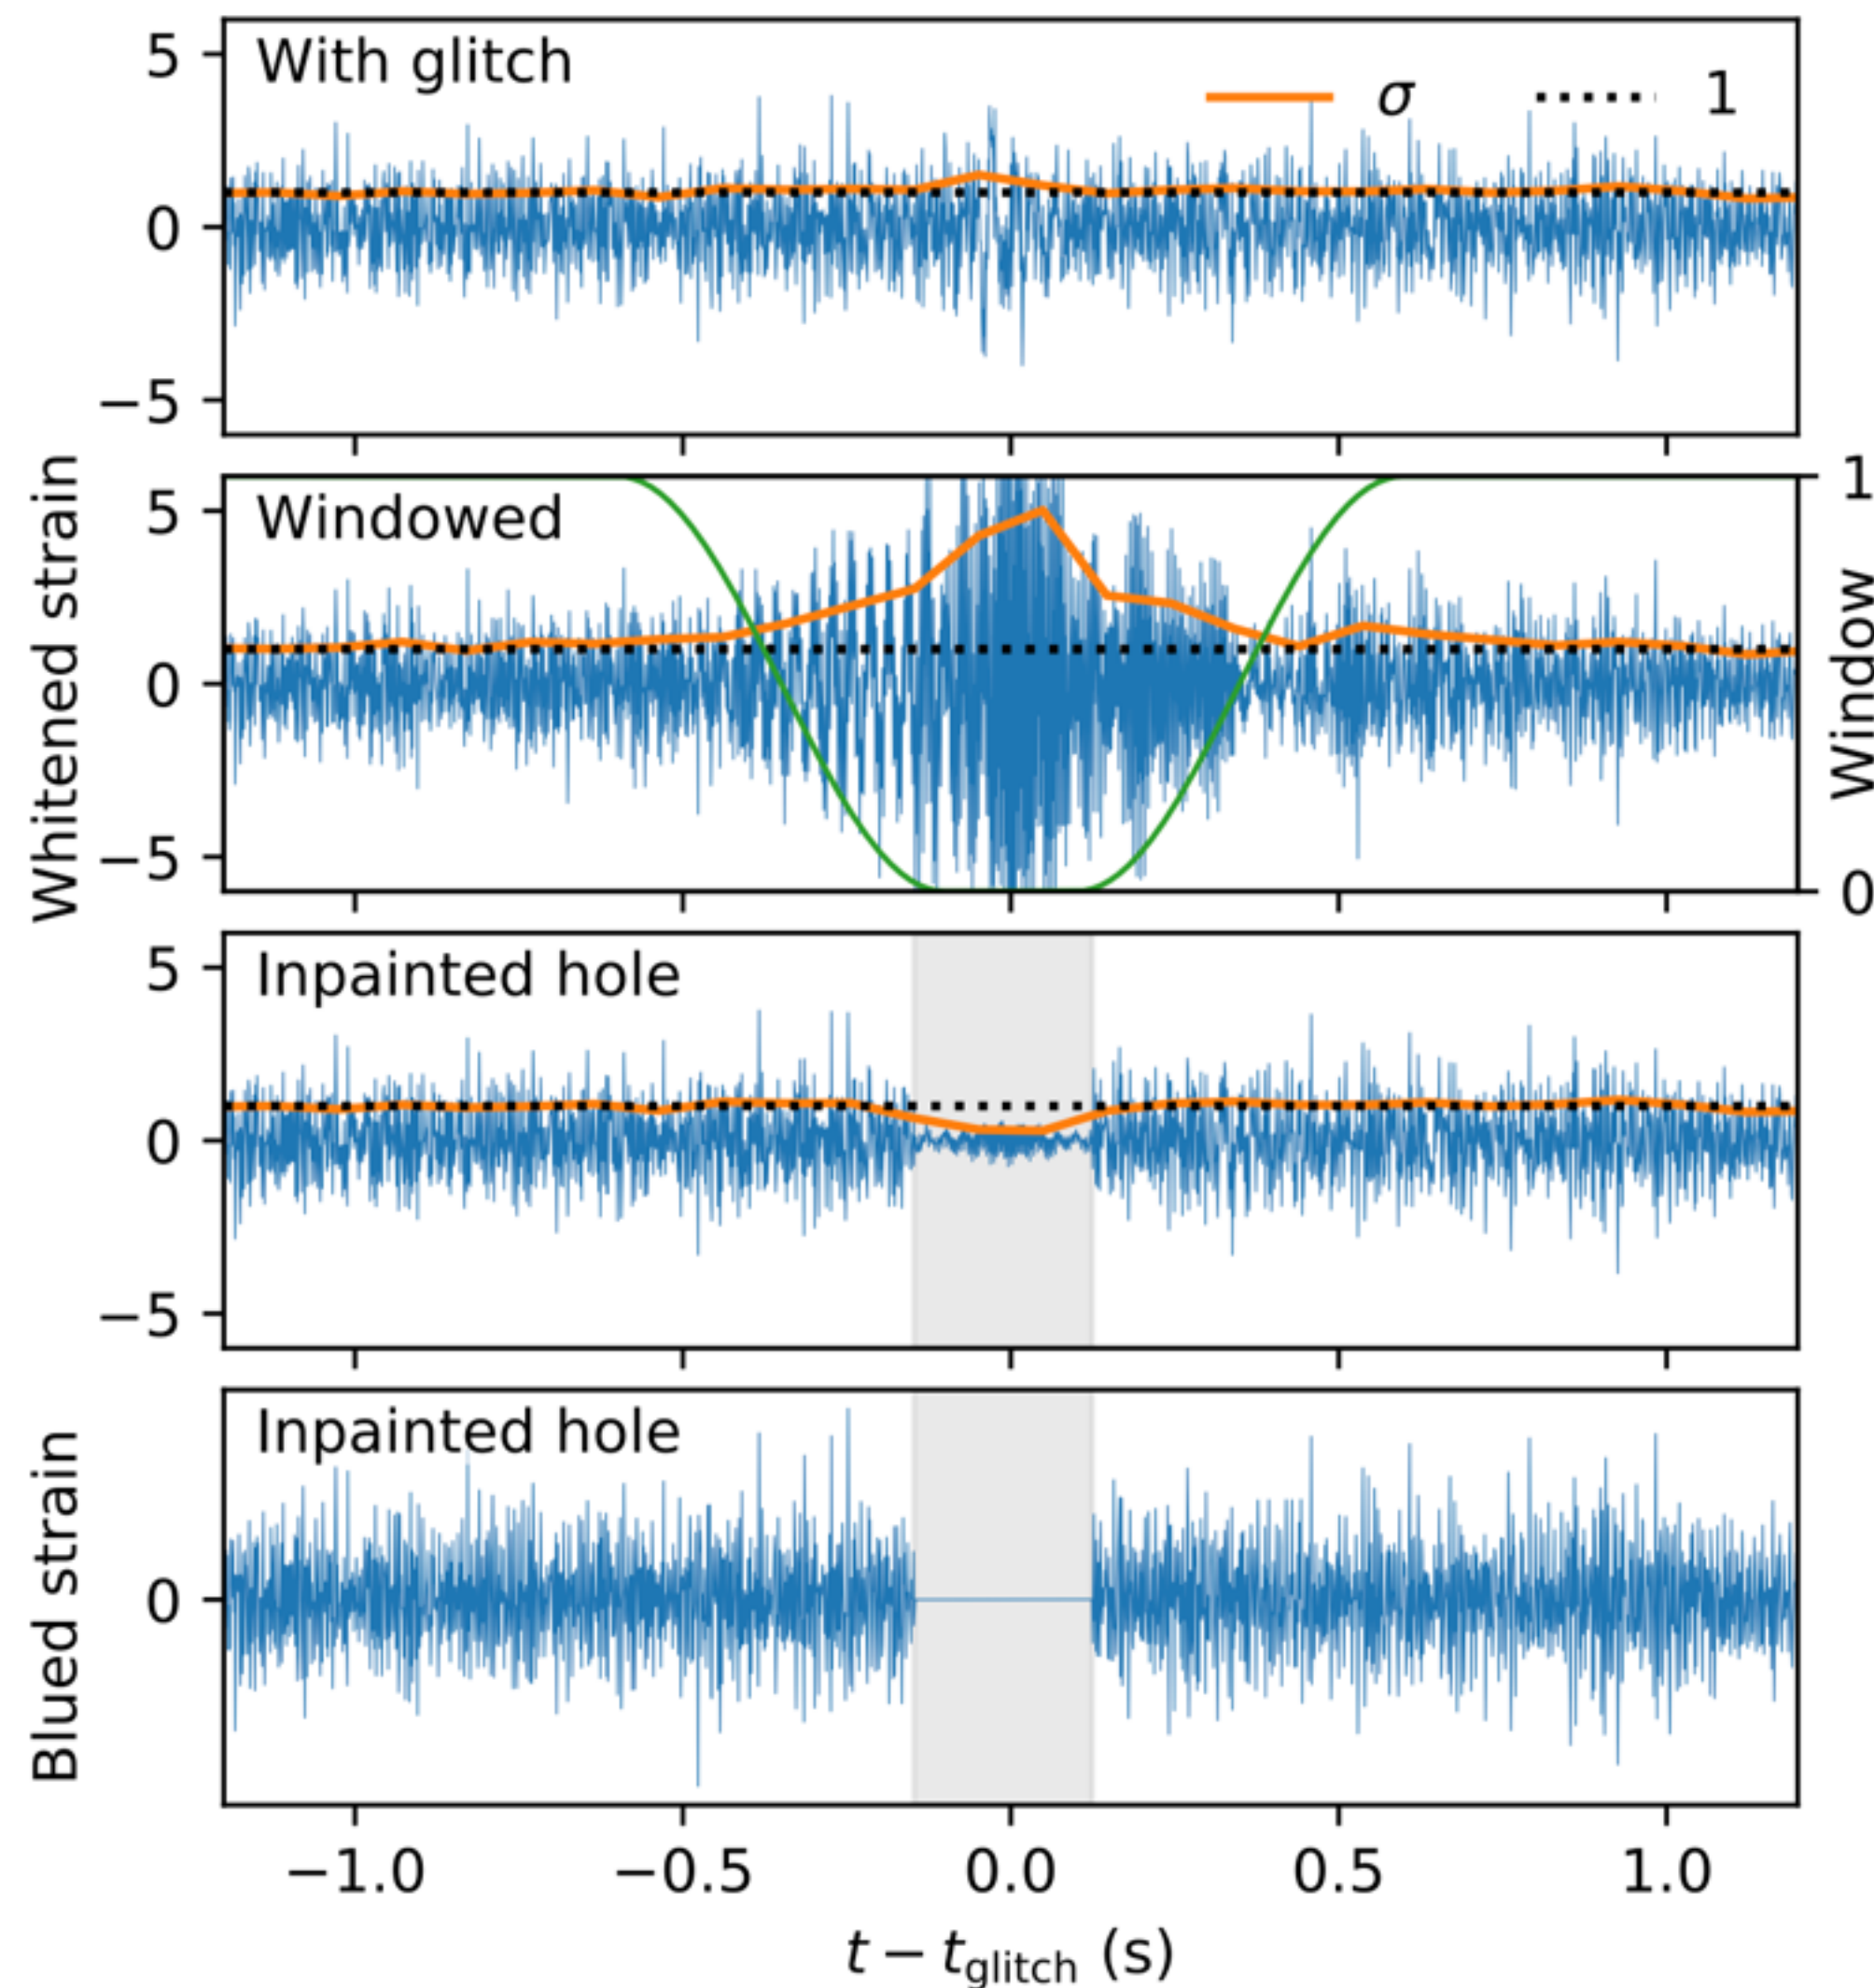 With glitch
σ
1
5
0
−5
Whitened strain
Windowed
5
0
−5
1
Window
0
Inpainted hole
5
0
−5
Inpainted hole
Blued strain
0
−1.0 −0.5 0.0 0.5 1.0
t − tglitch (s)